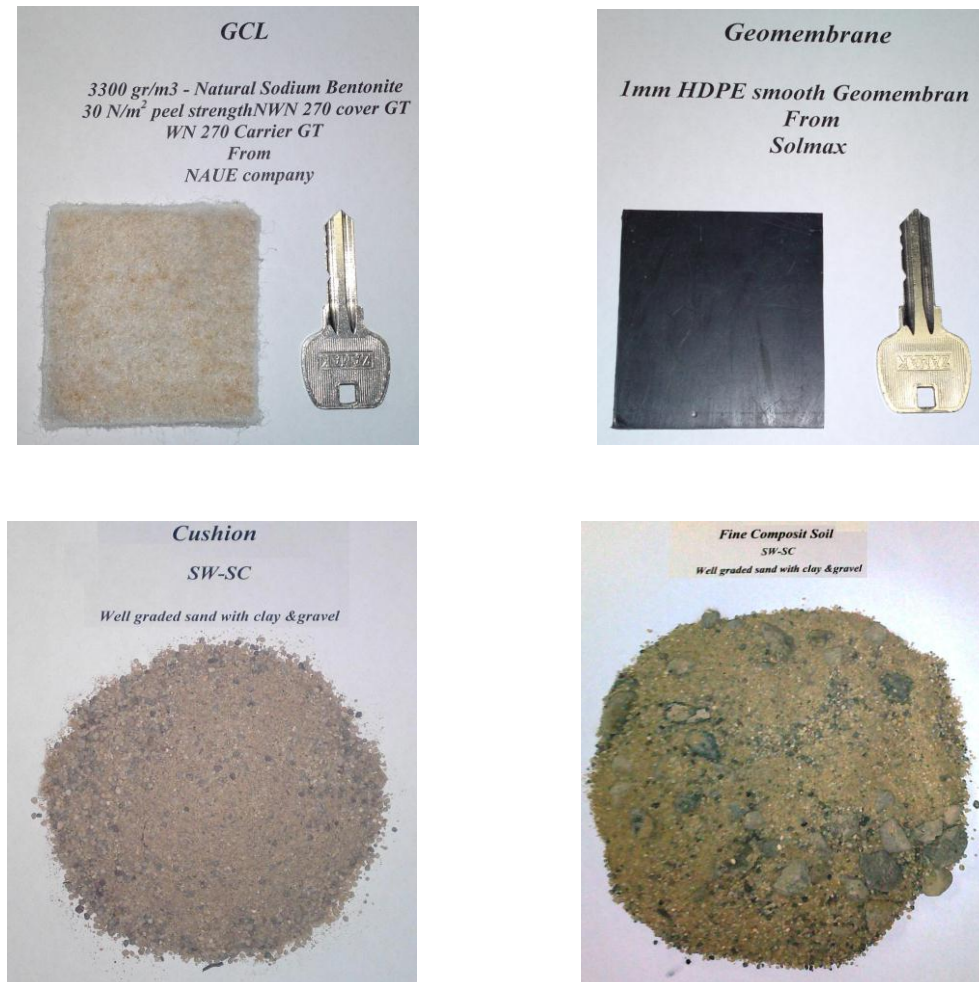 GCL
3300 gr/m3 - Natural Sodium Bentonite
30 N/m² peel strengthNWN 270 cover GT
WN 270 Carrier GT
From
NAUE company
Geomembrane
1mm HDPE smooth Geomembran
From
Solmax
Cushion
SW-SC
Well graded sand with clay &gravel
Fine Composit Soil
SW-SC
Well graded sand with clay &gravel